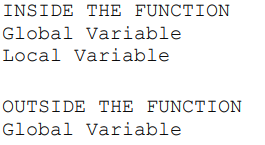 INSIDE THE FUNCTION
Global Variable
Local Variable
OUTSIDE THE FUNCTION
Global Variable